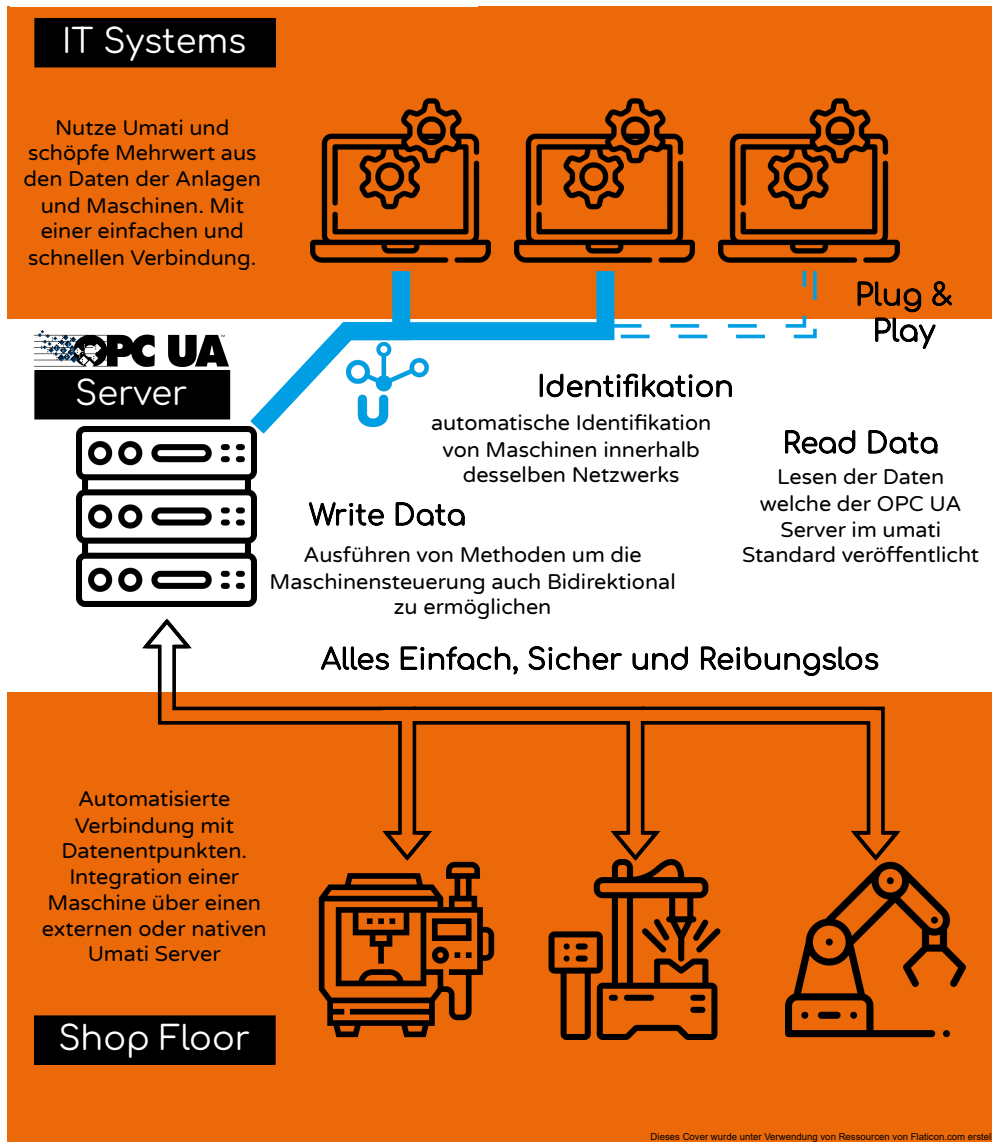 IT Systems
Nutze Umati und
schöpfe Mehrwert aus
den Daten der Anlagen
und Maschinen. Mit
einer einfachen und
schnellen Verbindung.
Plug &
Play
OPC UA
Server
Identifikation
automatische Identifikation
von Maschinen innerhalb
desselben Netzwerks
Read Data
Lesen der Daten
welche der OPC UA
Server im umati
Standard veröffentlicht
Write Data
Ausführen von Methoden um die
Maschinensteuerung auch Bidirektional
zu ermöglichen
Alles Einfach, Sicher und Reibungslos
Automatisierte
Verbindung mit
Datenentpunkten.
Integration einer
Maschine über einen
externen oder nativen
Umati Server
Shop Floor
Dieses Cover wurde unter Verwendung von Ressourcen von Flaticon.com erstel